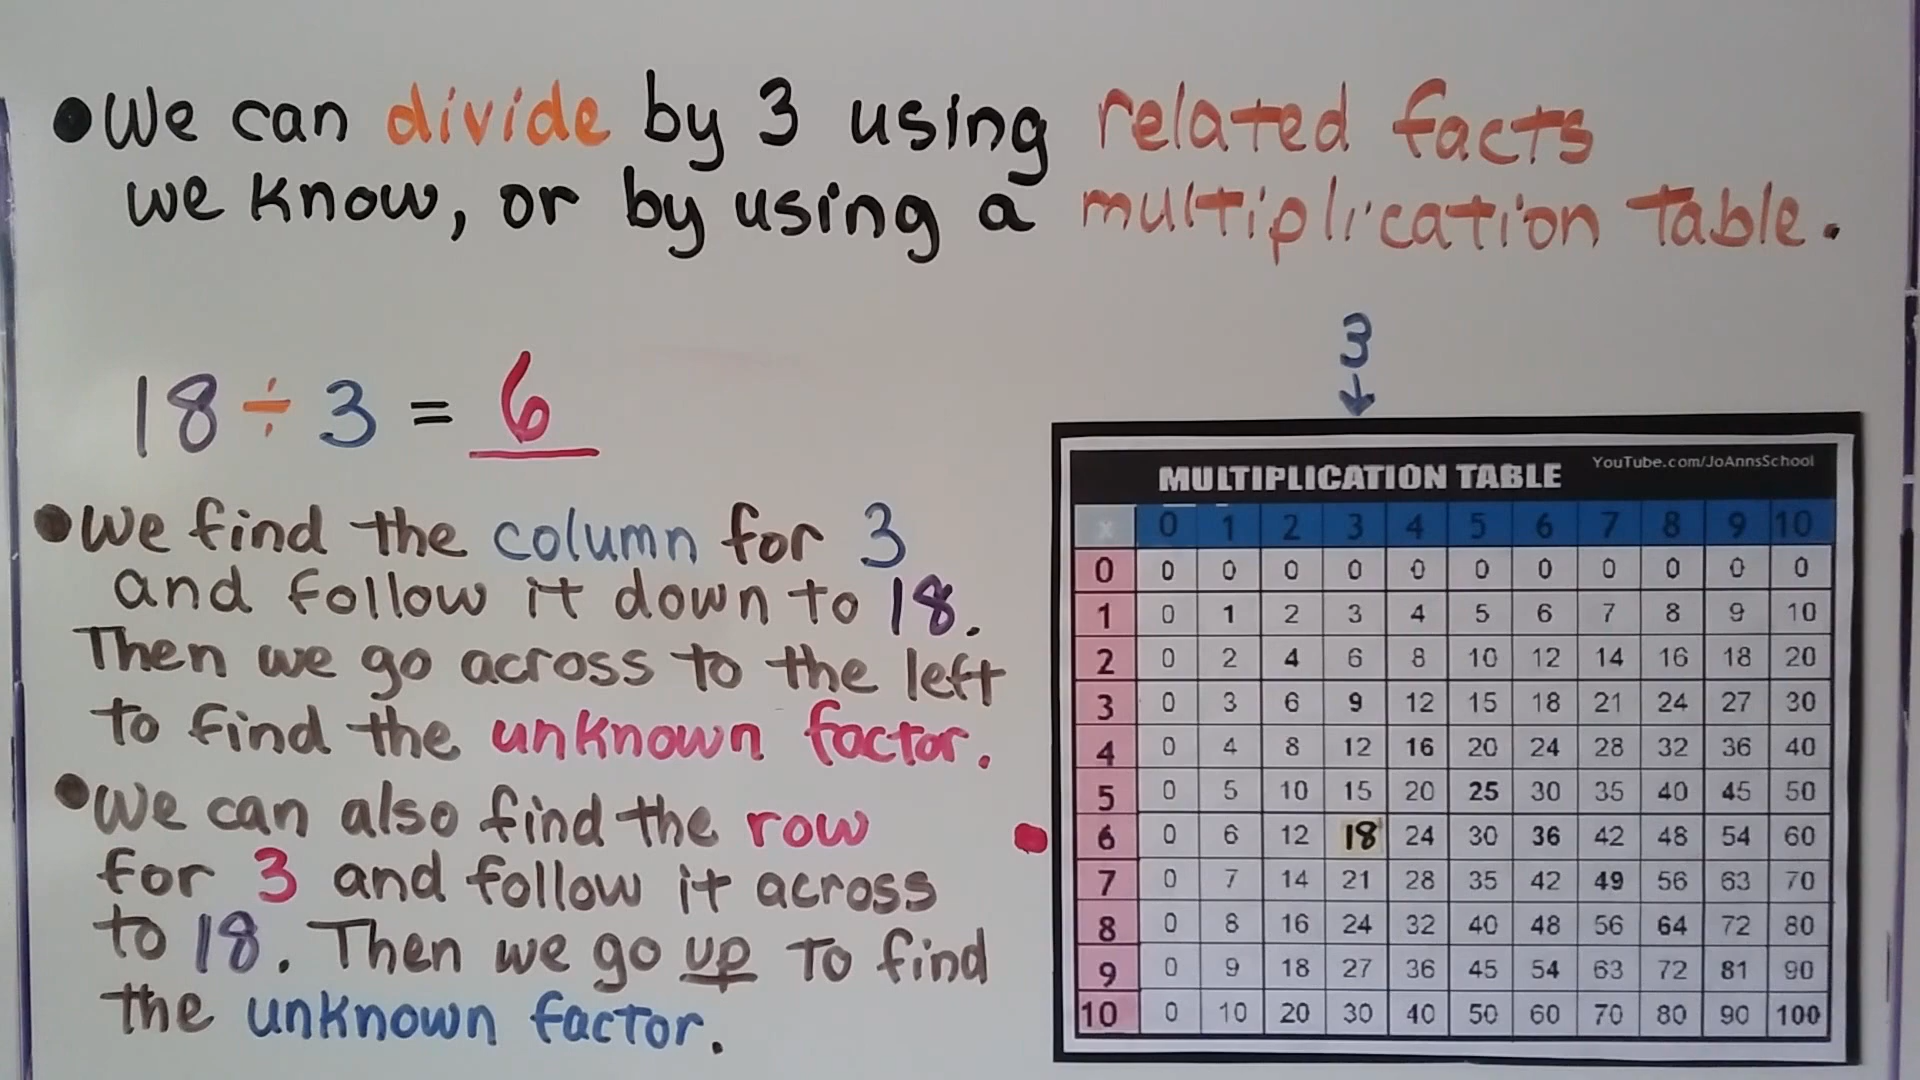 •We can divide by 3 using related facts
we know, or by using a multiplication table.
18 ÷ 3 = 6
•We find the column for 3
and follow it down to 18.
Then we go across to the left
to find the unknown factor.
•We can also find the row
for 3 and follow it across
to 18. Then we go up to find
the unknown factor.
3
↓
MULTIPLICATION TABLE YouTube.com/JoAnnsSchool
x 0 1 2 3 4 5 6 7 8 9 10
0 0 0 0 0 0 0 0 0 0 0 0
1 0 1 2 3 4 5 6 7 8 9 10
2 0 2 4 6 8 10 12 14 16 18 20
3 0 3 6 9 12 15 18 21 24 27 30
4 0 4 8 12 16 20 24 28 32 36 40
5 0 5 10 15 20 25 30 35 40 45 50
6 0 6 12 18 24 30 36 42 48 54 60
7 0 7 14 21 28 35 42 49 56 63 70
8 0 8 16 24 32 40 48 56 64 72 80
9 0 9 18 27 36 45 54 63 72 81 90
10 0 10 20 30 40 50 60 70 80 90 100